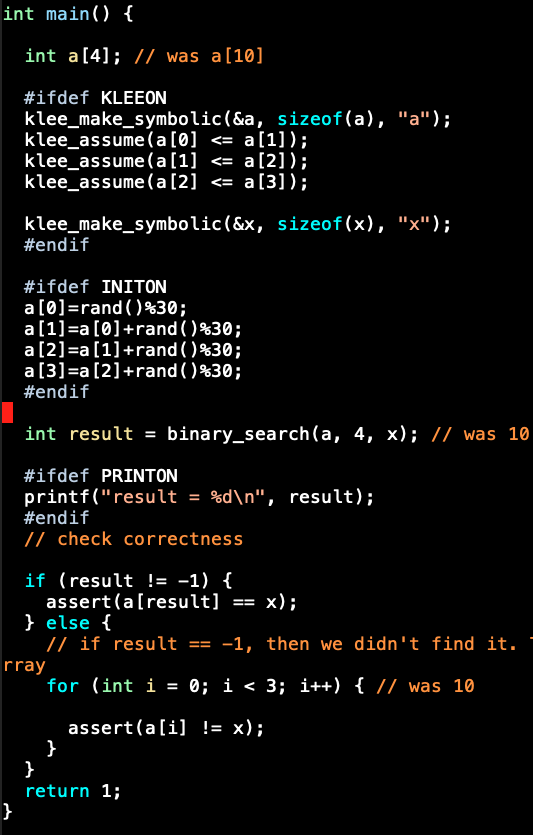 int main() {
  int a[4]; // was a[10]
  #ifdef KLEEON
  klee_make_symbolic(&a, sizeof(a), "a");
  klee_assume(a[0] <= a[1]);
  klee_assume(a[1] <= a[2]);
  klee_assume(a[2] <= a[3]);
  klee_make_symbolic(&x, sizeof(x), "x");
  #endif
  #ifdef INITON
  a[0]=rand()%30;
  a[1]=a[0]+rand()%30;
  a[2]=a[1]+rand()%30;
  a[3]=a[2]+rand()%30;
  #endif
  int result = binary_search(a, 4, x); // was 10
  #ifdef PRINTON
  printf("result = %d\n", result);
  #endif
  // check correctness
  if (result != -1) {
    assert(a[result] == x);
  } else {
    // if result == -1, then we didn't find it.
rray
    for (int i = 0; i < 3; i++) { // was 10
      assert(a[i] != x);
    }
  }
  return 1;
}